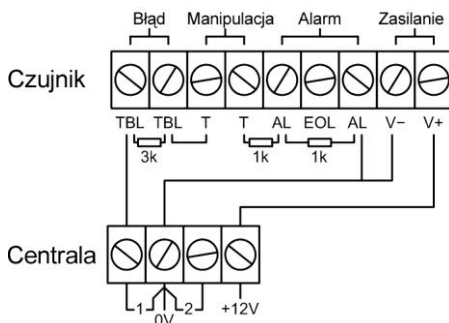 Błąd Manipulacja Alarm Zasilanie
Czujnik
TBL TBL T T AL EOL AL V− V+
3k 1k 1k
Centrala
1 0V 2 +12V